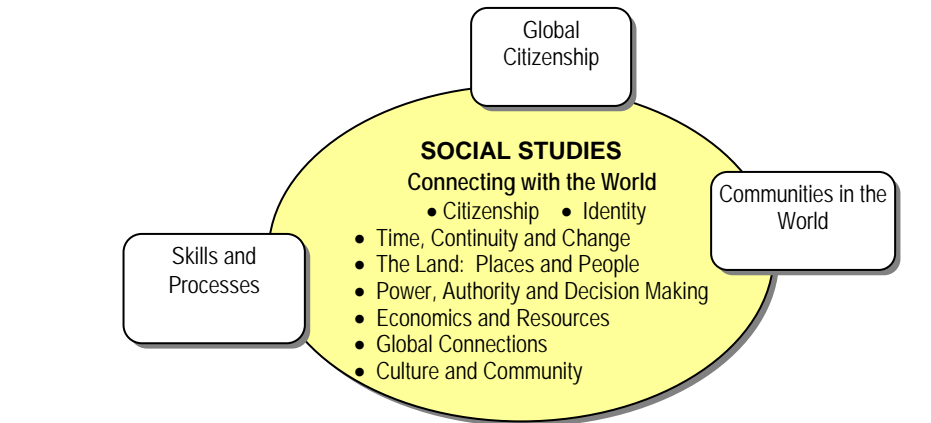 Global
Citizenship
SOCIAL STUDIES
Connecting with the World
• Citizenship • Identity
• Time, Continuity and Change
• The Land: Places and People
• Power, Authority and Decision Making
• Economics and Resources
• Global Connections
• Culture and Community
Communities in the
World
Skills and
Processes